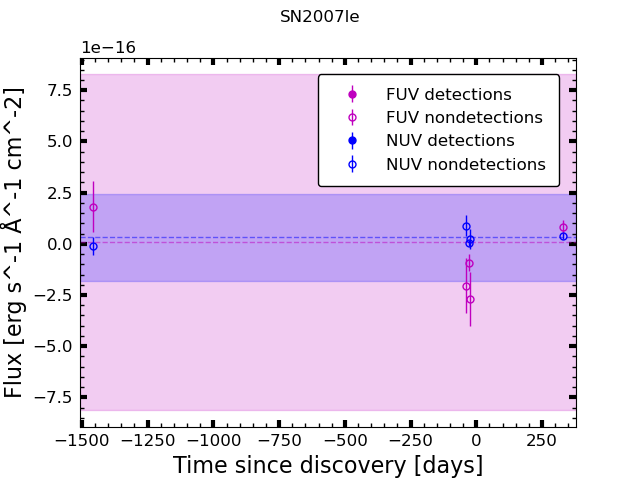 SN2007le
1e−16
FUV detections
FUV nondetections
NUV detections
NUV nondetections
7.5
5.0
2.5
0.0
−2.5
−5.0
−7.5
Flux [erg s^-1 Å^-1 cm^-2]
−1500 −1250 −1000 −750 −500 −250 0 250
Time since discovery [days]